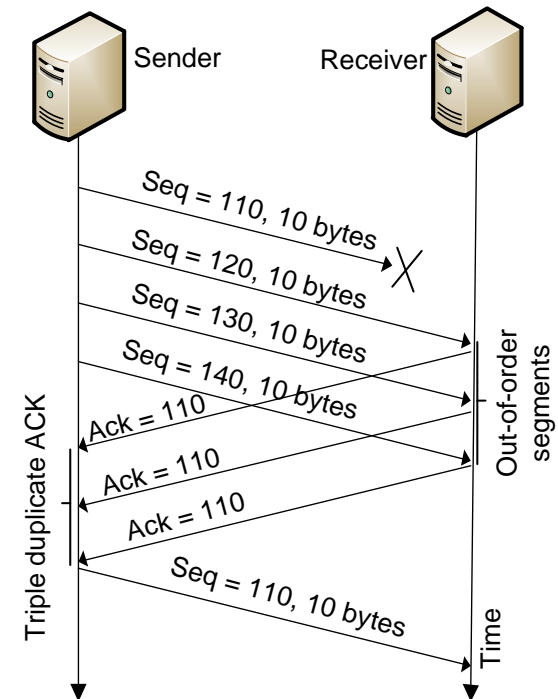 Sender
Receiver
Seq = 110, 10 bytes
Seq = 120, 10 bytes
Seq = 130, 10 bytes
Seq = 140, 10 bytes
Out-of-order
segments
Ack = 110
Ack = 110
Ack = 110
Triple duplicate ACK
Seq = 110, 10 bytes
Time